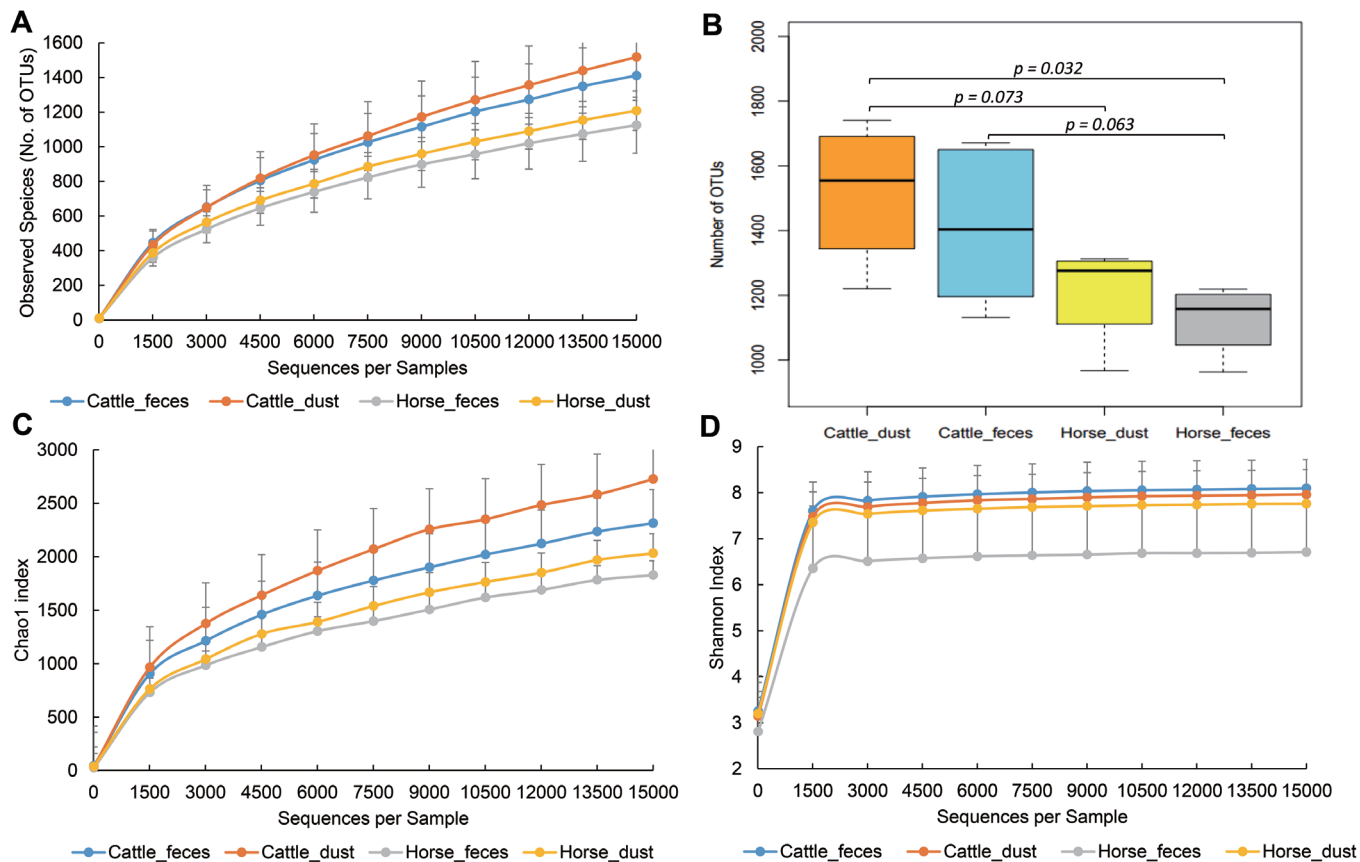 A
Observed Speices (No. of OTUs)
1600
1400
1200
1000
800
600
400
200
0
0 1500 3000 4500 6000 7500 9000 10500 12000 13500 15000
Sequences per Samples
Cattle_feces Cattle_dust Horse_feces Horse_dust
B
Number of OTUs
2000
1800
1600
1400
1200
1000
p = 0.032
p = 0.073
p = 0.063
Cattle_dust Cattle_feces Horse_dust Horse_feces
C
Chao1 index
3000
2500
2000
1500
1000
500
0
0 1500 3000 4500 6000 7500 9000 10500 12000 13500 15000
Sequences per Sample
Cattle_feces Cattle_dust Horse_feces Horse_dust
D
Shannon Index
9
8
7
6
5
4
3
2
0 1500 3000 4500 6000 7500 9000 10500 12000 13500 15000
Sequences per Sample
Cattle_feces Cattle_dust Horse_feces Horse_dust